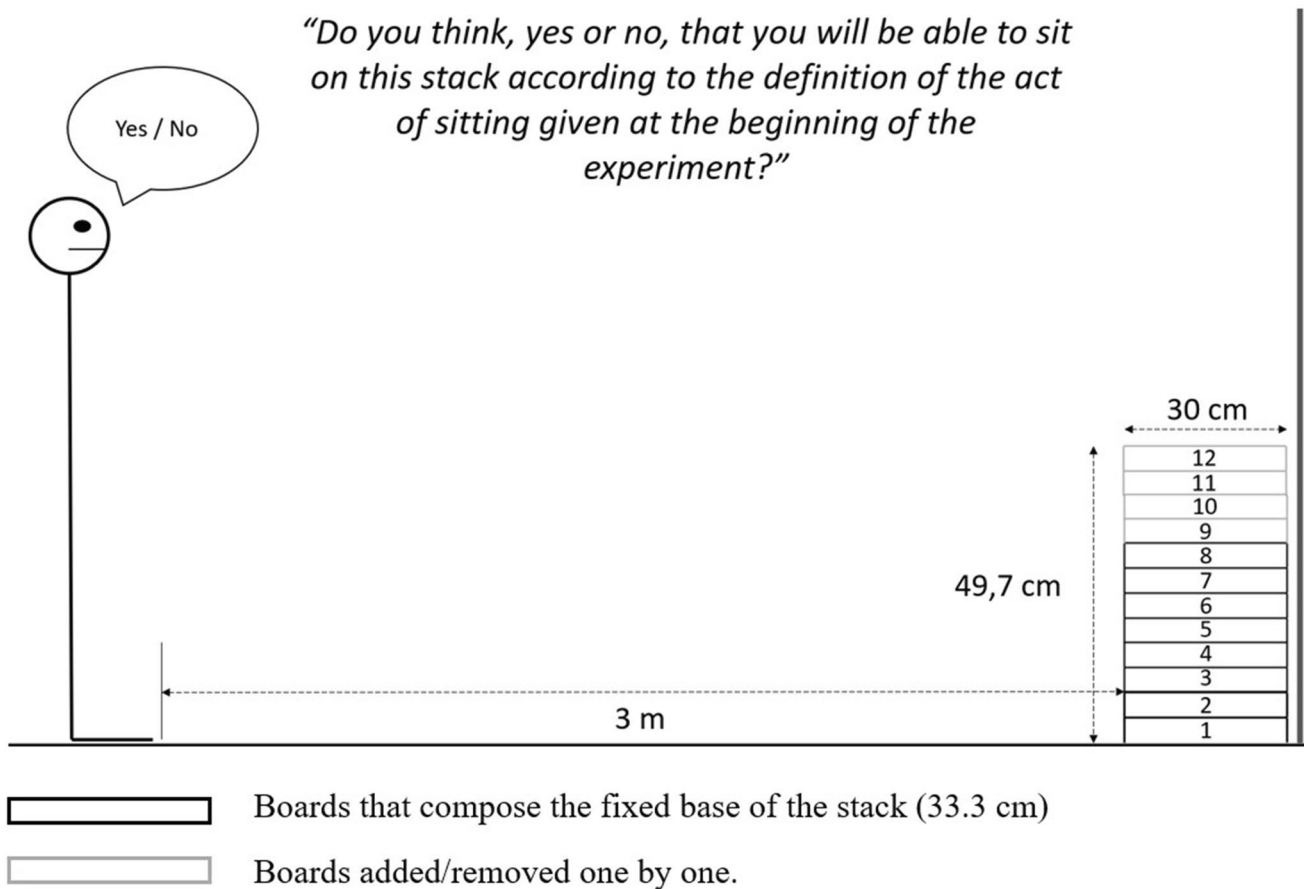 “Do you think, yes or no, that you will be able to sit
on this stack according to the definition of the act
of sitting given at the beginning of the
experiment?”
Yes / No
30 cm
12
11
10
9
8
7
6
5
4
3
2
1
49,7 cm
3 m
Boards that compose the fixed base of the stack (33.3 cm)
Boards added/removed one by one.